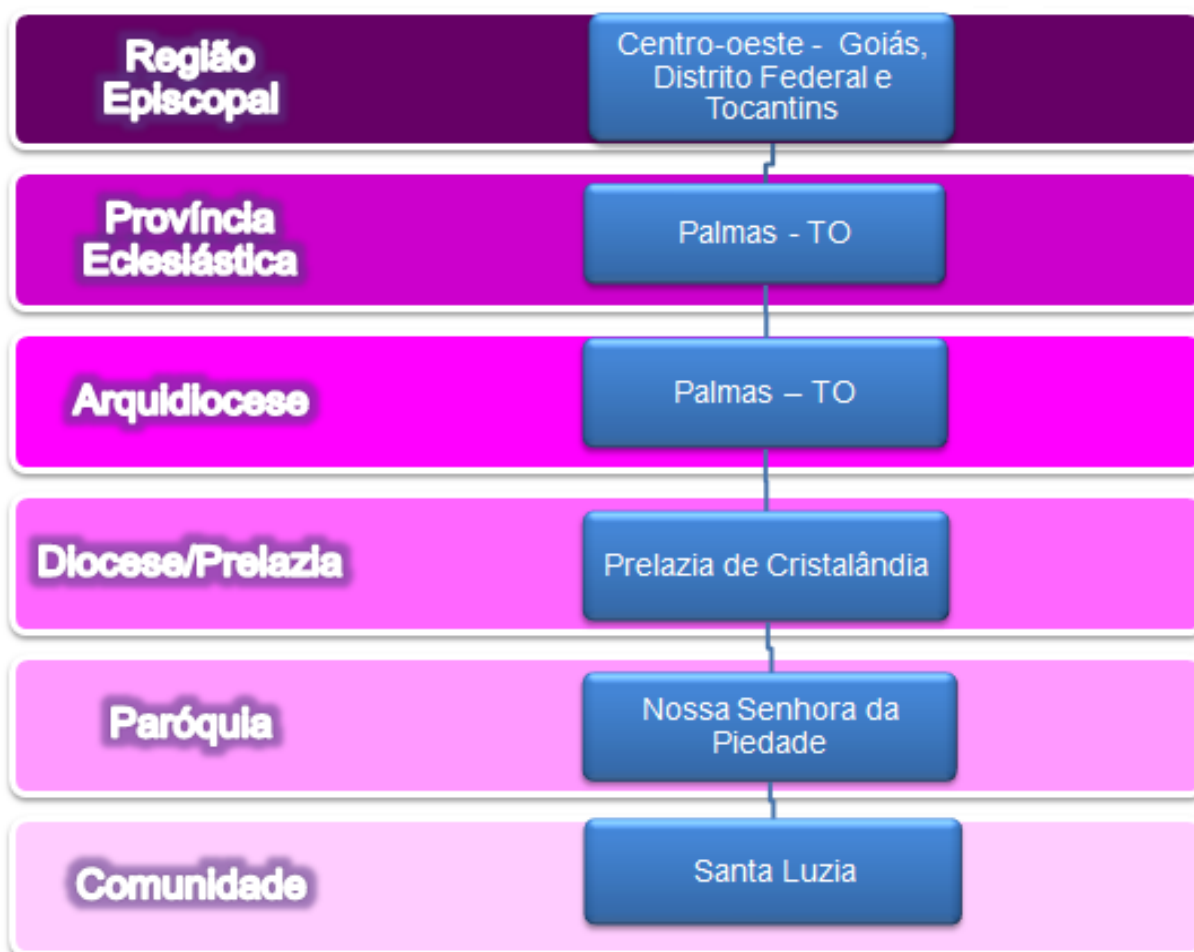 Região
Episcopal
Centro-oeste - Goiás,
Distrito Federal e
Tocantins
Província
Eclesiástica
Palmas - TO
Arquidiocese
Palmas – TO
Diocese/Prelazia
Prelazia de Cristalândia
Paróquia
Nossa Senhora da
Piedade
Comunidade
Santa Luzia